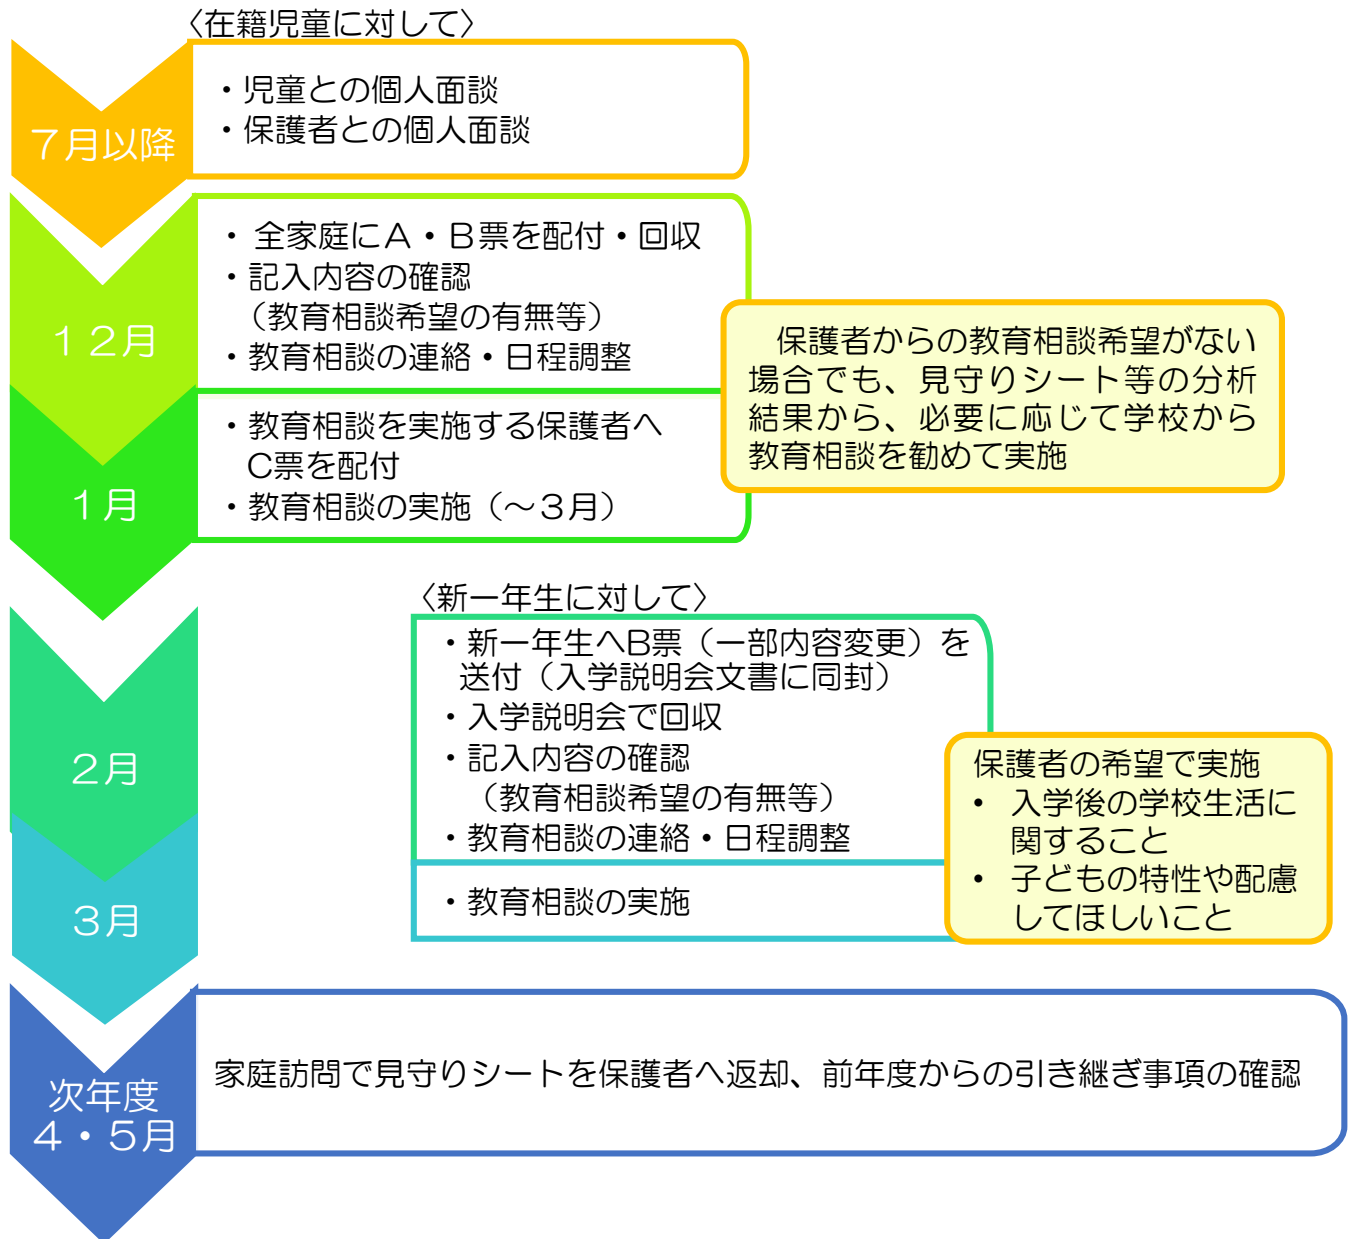 〈在籍児童に対して〉
７月以降
・児童との個人面談
・保護者との個人面談
１２月
・ 全家庭にＡ・Ｂ票を配付・回収
・記入内容の確認
（教育相談希望の有無等）
・教育相談の連絡・日程調整
保護者からの教育相談希望がない
場合でも、見守りシート等の分析
結果から、必要に応じて学校から
教育相談を勧めて実施
１月
・教育相談を実施する保護者へ
C票を配付
・教育相談の実施（～３月）
〈新一年生に対して〉
２月
・新一年生へB票（一部内容変更）を
送付（入学説明会文書に同封）
・入学説明会で回収
・記入内容の確認
（教育相談希望の有無等）
・教育相談の連絡・日程調整
保護者の希望で実施
• 入学後の学校生活に
関すること
• 子どもの特性や配慮
してほしいこと
３月
・教育相談の実施
次年度
４・５月
家庭訪問で見守りシートを保護者へ返却、前年度からの引き継ぎ事項の確認